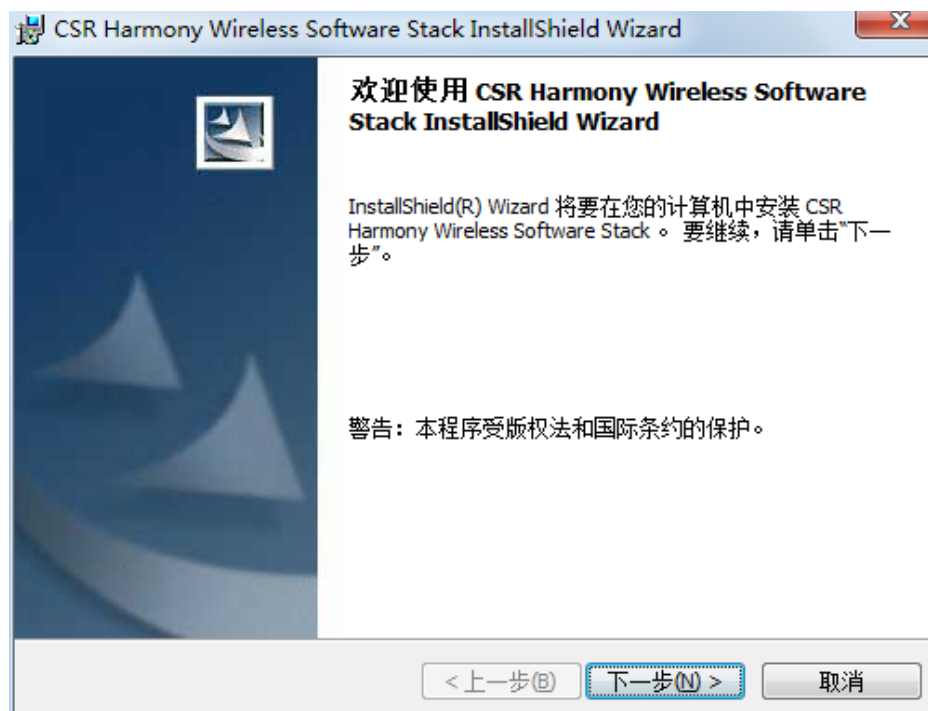 CSR Harmony Wireless Software Stack InstallShield Wizard
欢迎使用 CSR Harmony Wireless Software
Stack InstallShield Wizard
InstallShield(R) Wizard 将要在您的计算机中安装 CSR
Harmony Wireless Software Stack 。 要继续，请单击“下一
步”。
警告：本程序受版权法和国际条约的保护。
<上一步(B) 下一步(N) > 取消